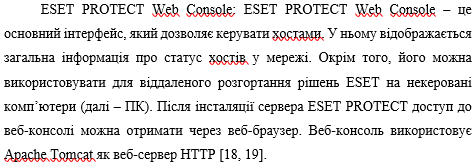 ESET PROTECT Web Console: ESET PROTECT Web Console – це
основний інтерфейс, який дозволяє керувати хостами. У ньому відображається
загальна інформація про статус хостів у мережі. Окрім того, його можна
використовувати для віддаленого розгортання рішень ESET на некеровані
комп’ютери (далі – ПК). Після інсталяції сервера ESET PROTECT доступ до
веб-консолі можна отримати через веб-браузер. Веб-консоль використовує
Apache Tomcat як веб-сервер HTTP [18, 19].